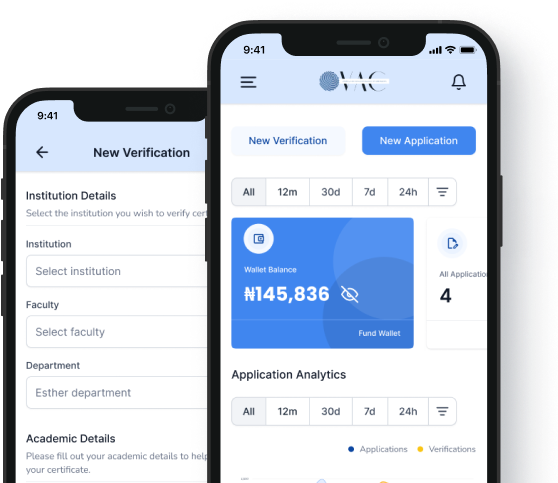 9:41
New Verification
Institution Details
Select the institution you wish to verify cer
Institution
Select institution
Faculty
Select faculty
Department
Esther department
Academic Details
Please fill out your academic details to help
your certificate.
9:41
VAC
New Verification
New Application
All 12m 30d 7d 24h
Wallet Balance
₦145,836
Fund Wallet
All Applicatio
4
Application Analytics
All 12m 30d 7d 24h
Applications Verifications